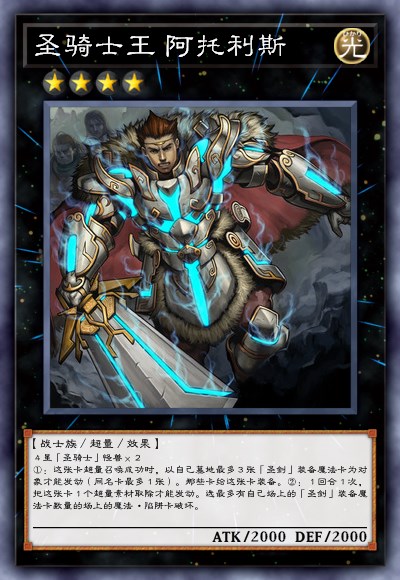 圣骑士王 阿托利斯
光
【战士族／超量／效果】
4星「圣骑士」怪兽×2
①：这张卡超量召唤成功时，以自己墓地最多3张「圣剑」装备魔法卡为对
象才能发动（同名卡最多1张）。那些卡给这张卡装备。②：1回合1次，
把这张卡1个超量素材取除才能发动。选最多有自己场上的「圣剑」装备魔
法卡数量的场上的魔法·陷阱卡破坏。
ATK/2000 DEF/2000